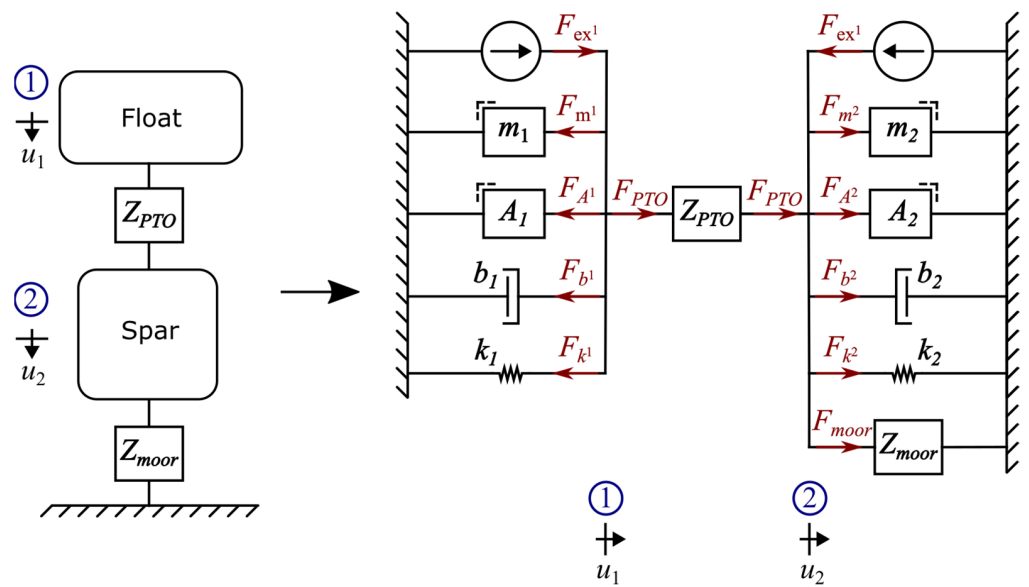 1
Float
u1
ZPTO
2
Spar
u2
Zmoor
Fex1
Fex1
m1
Fm1
Fm2
m2
A1
FA1
FPTO
ZPTO
FPTO
FA2
A2
b1
Fb1
Fb2
b2
k1
Fk1
Fk2
k2
Fmoor
Zmoor
1
2
u1
u2